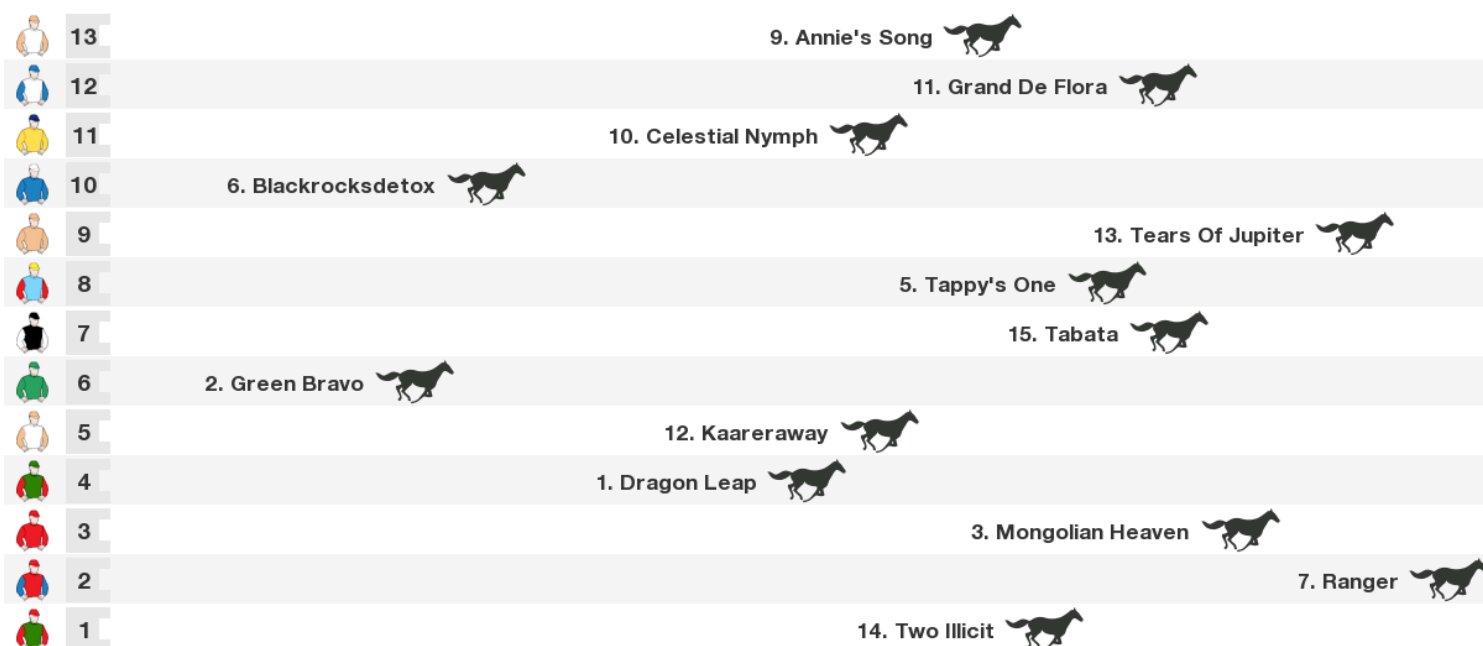 13 9. Annie's Song
12 11. Grand De Flora
11 10. Celestial Nymph
10 6. Blackrocksdetox
9 13. Tears Of Jupiter
8 5. Tappy's One
7 15. Tabata
6 2. Green Bravo
5 12. Kaareraway
4 1. Dragon Leap
3 3. Mongolian Heaven
2 7. Ranger
1 14. Two Illicit